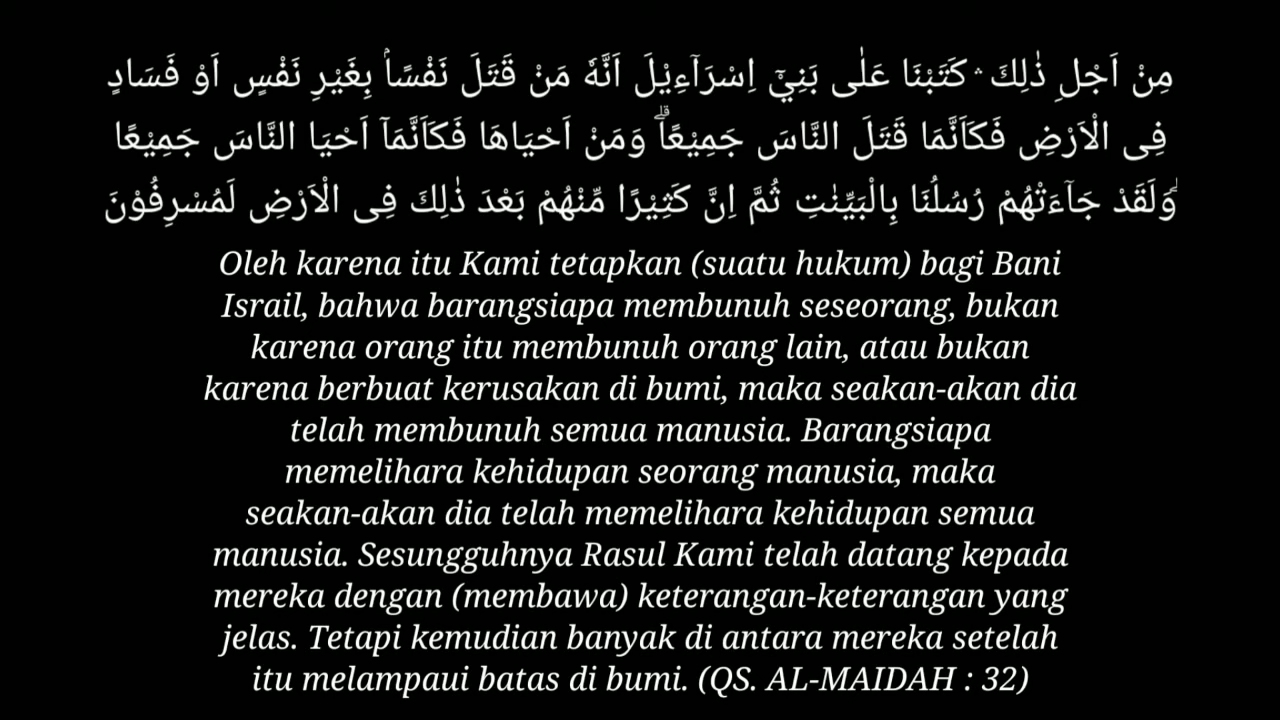 مِنْ اَجْلِ ذٰلِكَ ۛ كَتَبْنَا عَلٰى بَنِيْٓ اِسْرَاۤءِيْلَ اَنَّهٗ مَنْ قَتَلَ نَفْسًاۢ بِغَيْرِ نَفْسٍ اَوْ فَسَادٍ
فِى الْاَرْضِ فَكَاَنَّمَا قَتَلَ النَّاسَ جَمِيْعًاۗ وَمَنْ اَحْيَاهَا فَكَاَنَّمَآ اَحْيَا النَّاسَ جَمِيْعًا
ۗوَلَقَدْ جَاۤءَتْهُمْ رُسُلُنَا بِالْبَيِّنٰتِ ثُمَّ اِنَّ كَثِيْرًا مِّنْهُمْ بَعْدَ ذٰلِكَ فِى الْاَرْضِ لَمُسْرِفُوْنَ
Oleh karena itu Kami tetapkan (suatu hukum) bagi Bani
Israil, bahwa barangsiapa membunuh seseorang, bukan
karena orang itu membunuh orang lain, atau bukan
karena berbuat kerusakan di bumi, maka seakan-akan dia
telah membunuh semua manusia. Barangsiapa
memelihara kehidupan seorang manusia, maka
seakan-akan dia telah memelihara kehidupan semua
manusia. Sesungguhnya Rasul Kami telah datang kepada
mereka dengan (membawa) keterangan-keterangan yang
jelas. Tetapi kemudian banyak di antara mereka setelah
itu melampaui batas di bumi. (QS. AL-MAIDAH : 32)